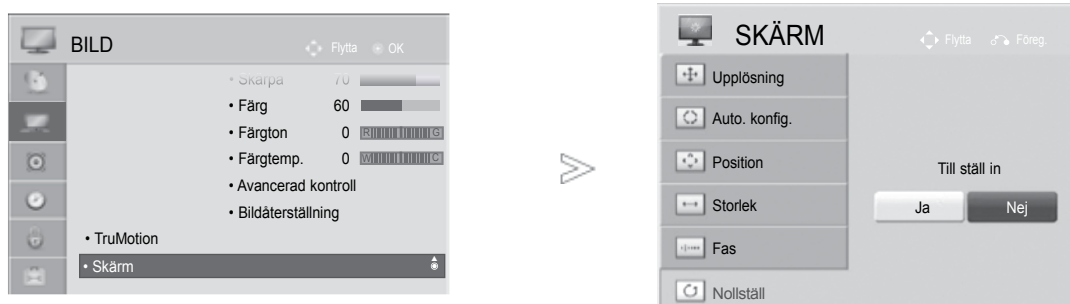 BILD
Flytta OK
• Skärpa 70
• Färg 60
• Färgton 0 R G
• Färgtemp. 0 W C
• Avancerad kontroll
• Bildåterställning
• TruMotion
• Skärm
SKÄRM
Flytta Föreg.
Upplösning
Auto. konfig.
Position
Storlek
Fas
Nollställ
Till ställ in
Ja Nej